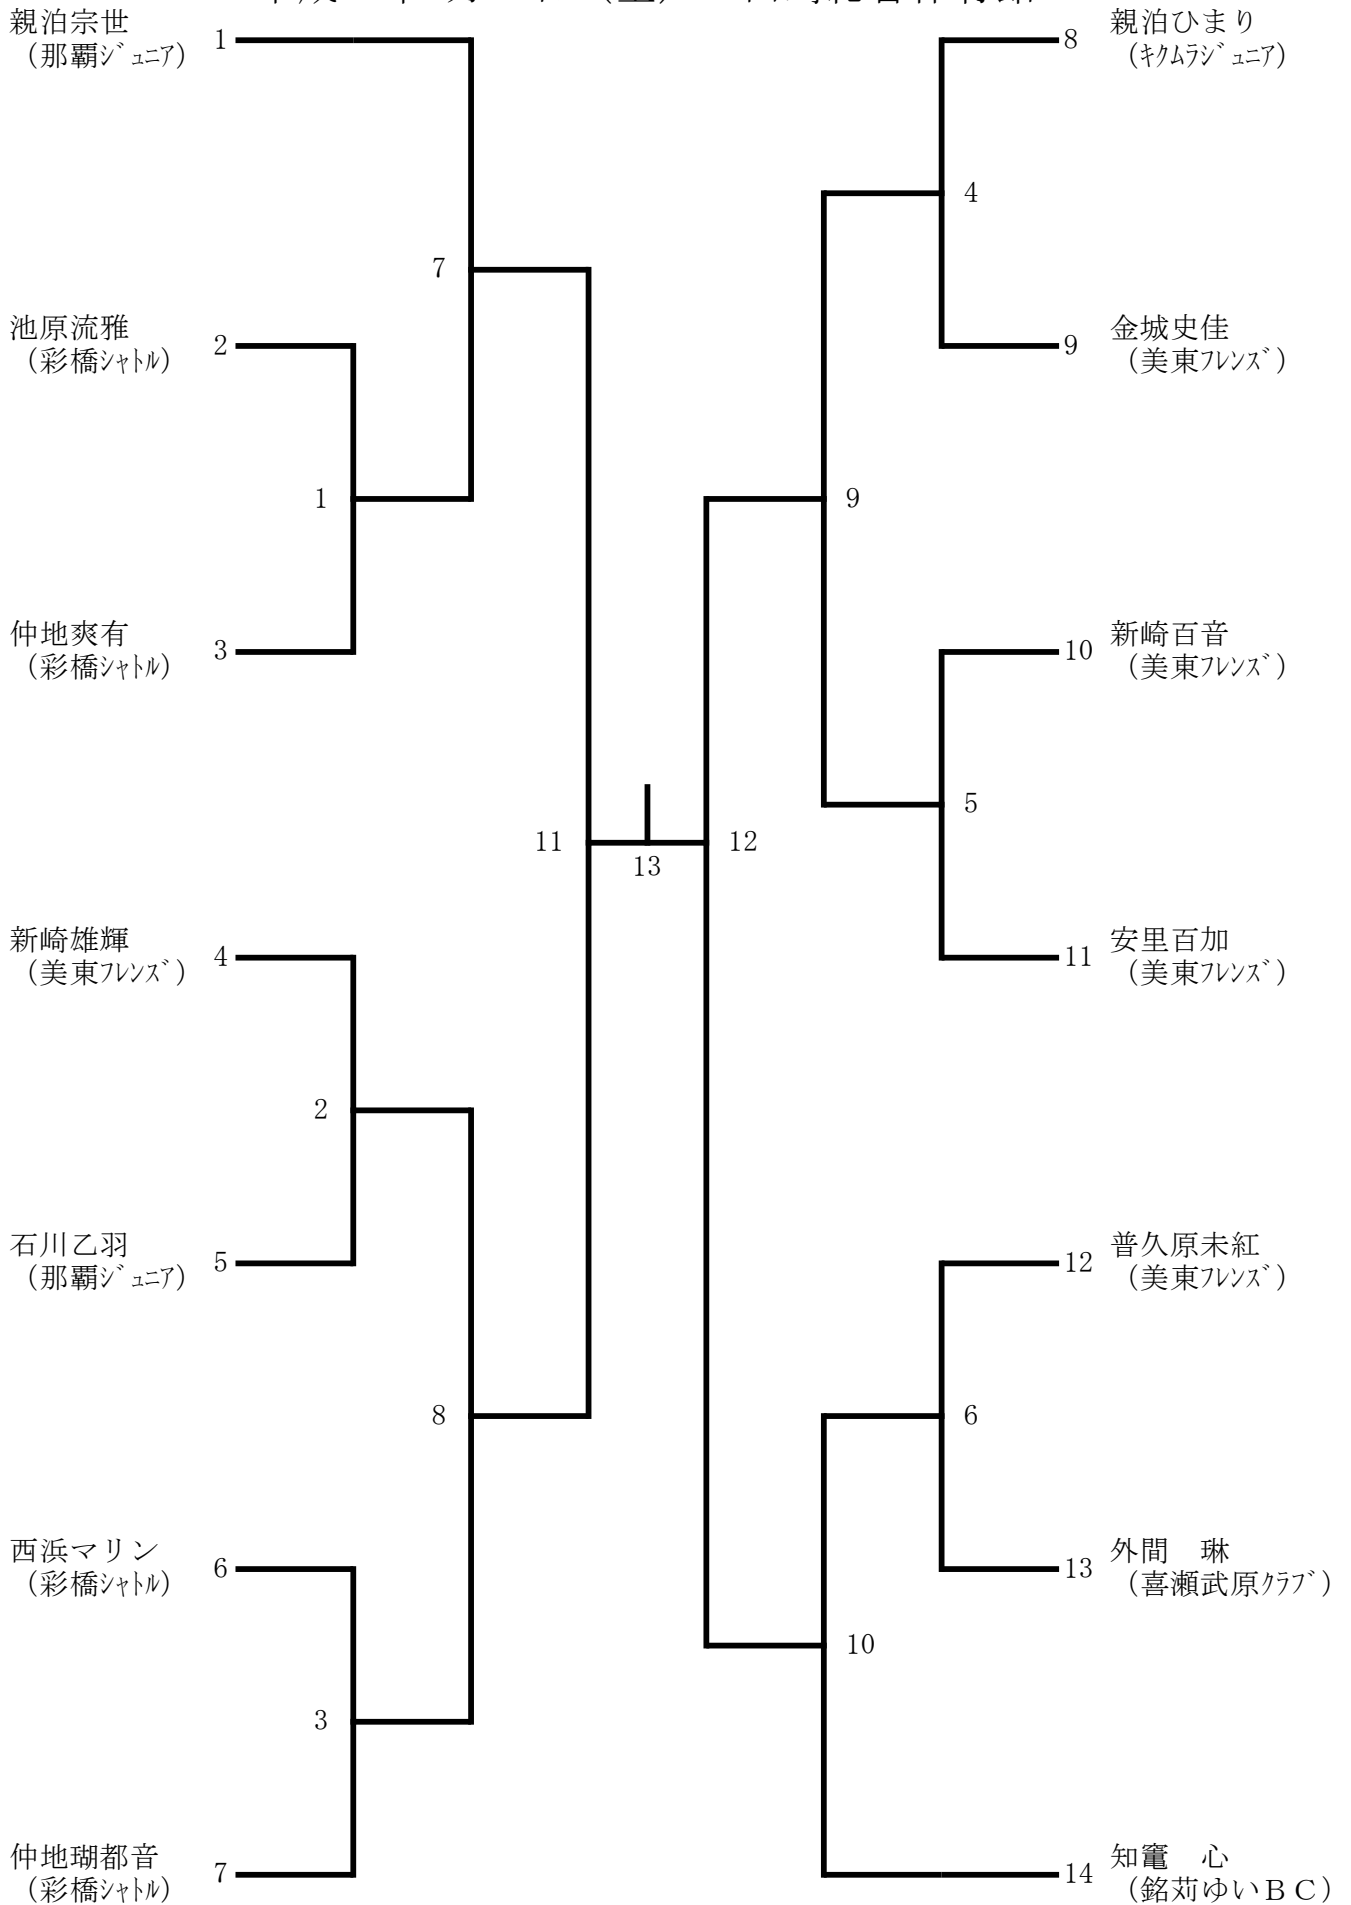 親泊宗世
（那覇ｼﾞｭﾆｱ）
1
池原流雅
（彩橋ｼｬﾄﾙ）
2
1
仲地爽有
（彩橋ｼｬﾄﾙ）
3
7
新崎雄輝
（美東ﾌﾚﾝｽﾞ）
4
2
石川乙羽
（那覇ｼﾞｭﾆｱ）
5
8
西浜マリン
（彩橋ｼｬﾄﾙ）
6
3
仲地瑚都音
（彩橋ｼｬﾄﾙ）
7
11
13
12
8
親泊ひまり
（ｷｸﾑﾗｼﾞｭﾆｱ）
4
9
金城史佳
（美東ﾌﾚﾝｽﾞ）
9
10
新崎百音
（美東ﾌﾚﾝｽﾞ）
5
11
安里百加
（美東ﾌﾚﾝｽﾞ）
12
普久原未紅
（美東ﾌﾚﾝｽﾞ）
6
13
外間　琳
（喜瀬武原ｸﾗﾌﾞ）
10
14
知竃　心
（銘苅ゆいＢＣ）